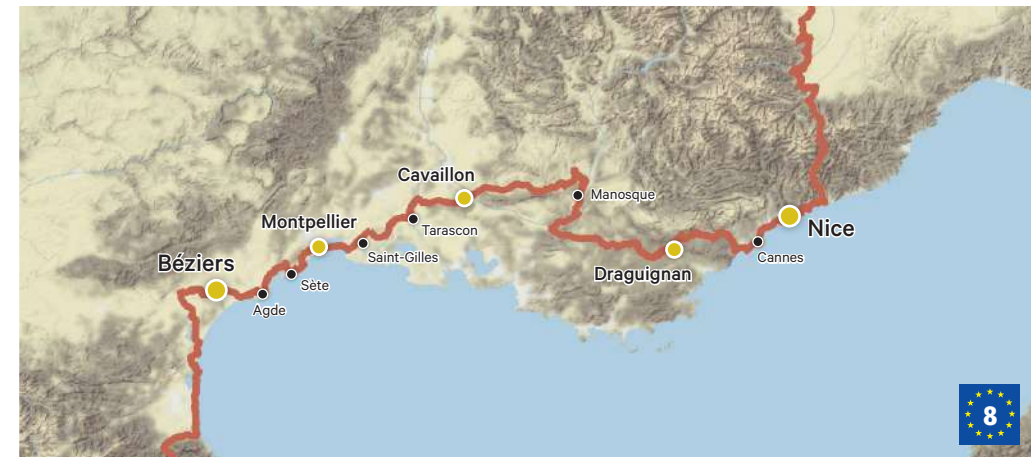 Cavaillon
Manosque
Montpellier
Tarascon
Nice
Saint-Gilles
Cannes
Béziers
Draguignan
Sète
Agde
8